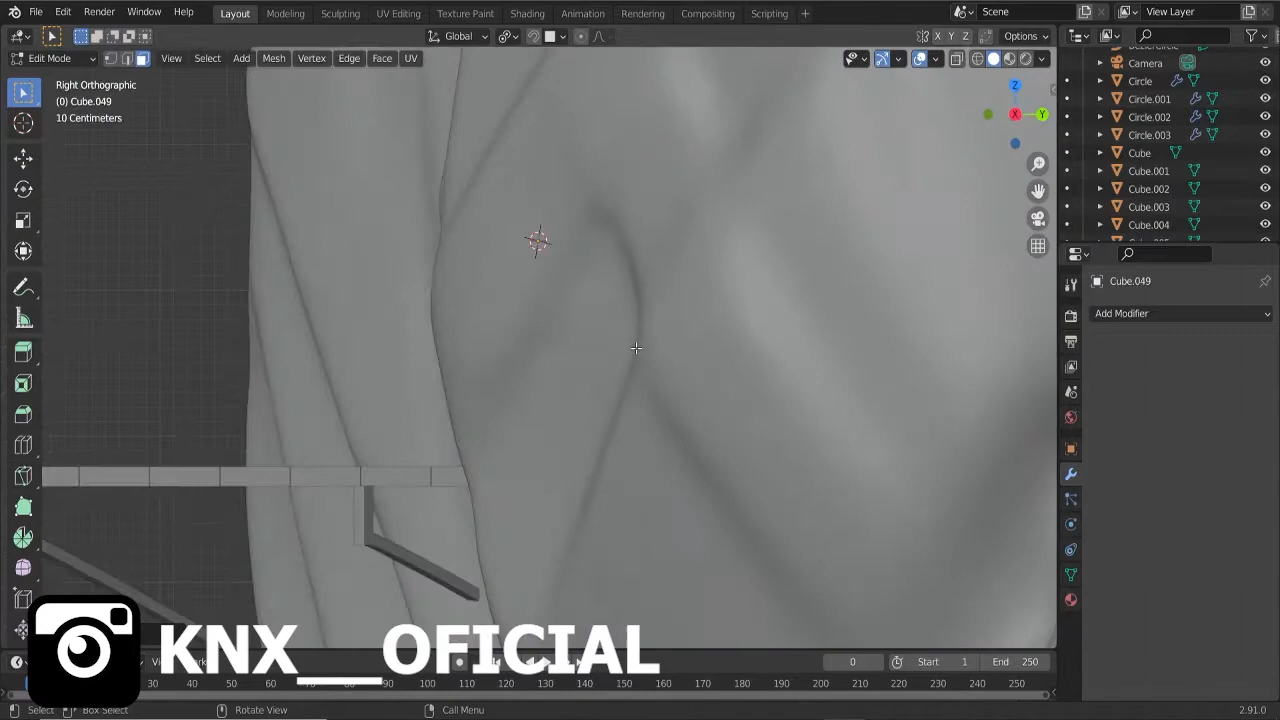 File Edit Render Window Help Layout Modeling Sculpting UV Editing Texture Paint Shading Animation Rendering Compositing Scripting + Scene View Layer
Global X Y Z Options
Edit Mode View Select Add Mesh Vertex Edge Face UV
Right Orthographic
(0) Cube.049
10 Centimeters
Z
X
Y
Camera
Circle
Circle.001
Circle.002
Circle.003
Cube
Cube.001
Cube.002
Cube.003
Cube.004
Cube.049
Add Modifier
KNX___OFICIAL
0 Start 1 End 250
30 40 50 60 70 80 90 100 110 120 130 140 150 160 170 180 190 200 210 220 230 240 250
Select Box Select Rotate View Call Menu 2.91.0